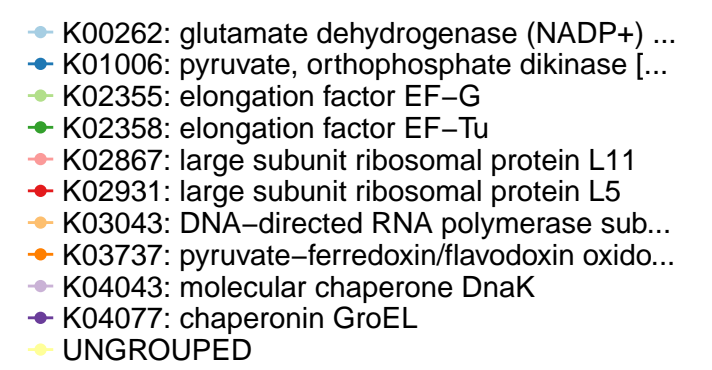 K00262: glutamate dehydrogenase (NADP+) ...
K01006: pyruvate, orthophosphate dikinase [...
K02355: elongation factor EF−G
K02358: elongation factor EF−Tu
K02867: large subunit ribosomal protein L11
K02931: large subunit ribosomal protein L5
K03043: DNA−directed RNA polymerase sub...
K03737: pyruvate−ferredoxin/flavodoxin oxido...
K04043: molecular chaperone DnaK
K04077: chaperonin GroEL
UNGROUPED